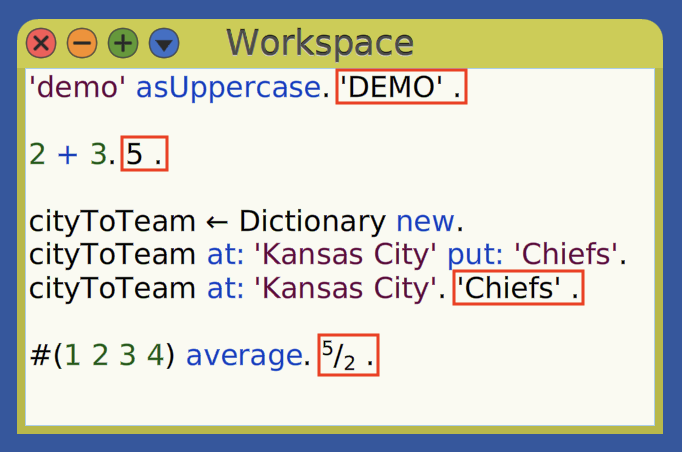 Workspace
'demo' asUppercase. 'DEMO' .
2 + 3. 5 .
cityToTeam ← Dictionary new.
cityToTeam at: 'Kansas City' put: 'Chiefs'.
cityToTeam at: 'Kansas City'. 'Chiefs' .
#(1 2 3 4) average. ⁵/₂ .